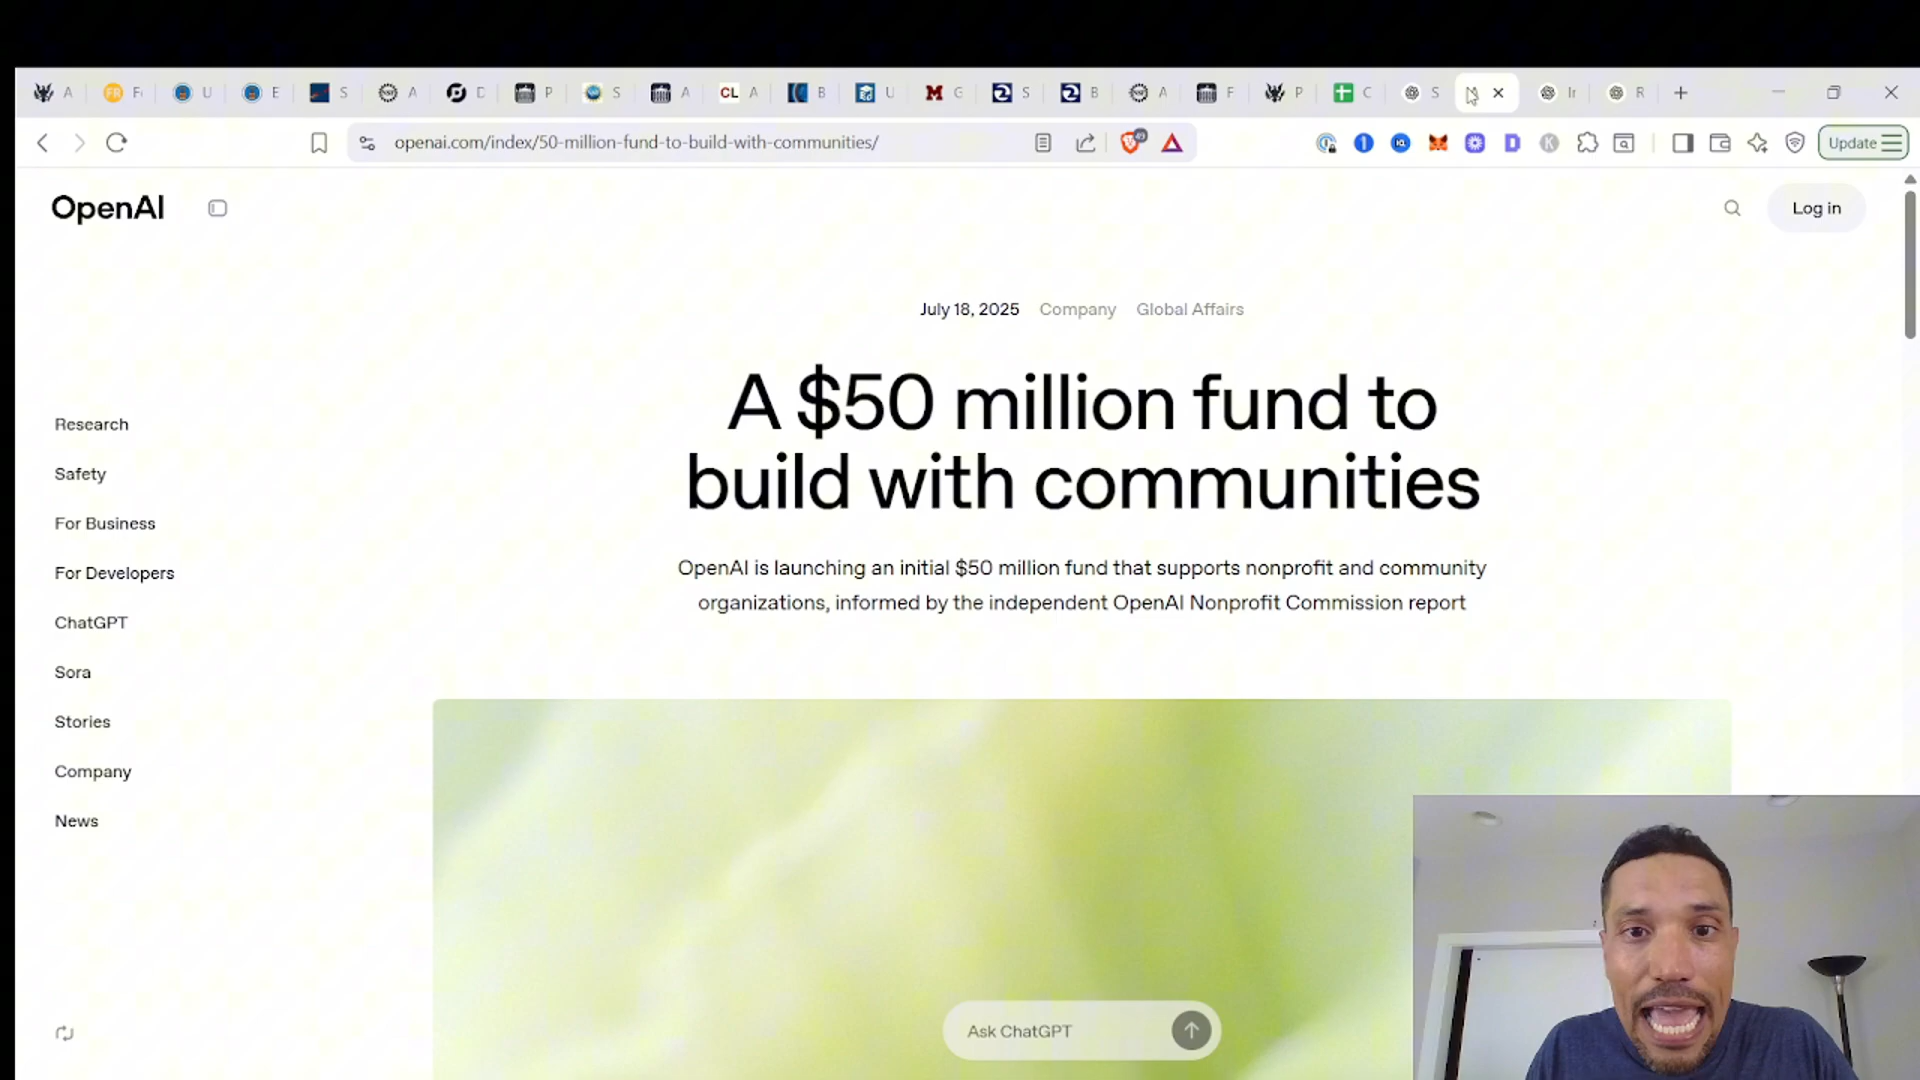 A
F
U
E
S
A
D
P
S
A
CL A
B
U
G
S
B
A
F
P
C
S
R
openai.com/index/50-million-fund-to-build-with-communities/
Update
OpenAI
Log in
July 18, 2025 Company Global Affairs
A $50 million fund to
build with communities
OpenAI is launching an initial $50 million fund that supports nonprofit and community
organizations, informed by the independent OpenAI Nonprofit Commission report
Research
Safety
For Business
For Developers
ChatGPT
Sora
Stories
Company
News
Ask ChatGPT